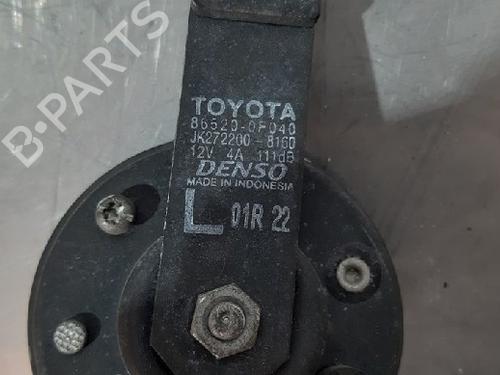 TOYOTA
86520-0F040
JK272200-8160
12V 4A 111dB
DENSO
MADE IN INDONESIA
L 01R 22
B-PARTS